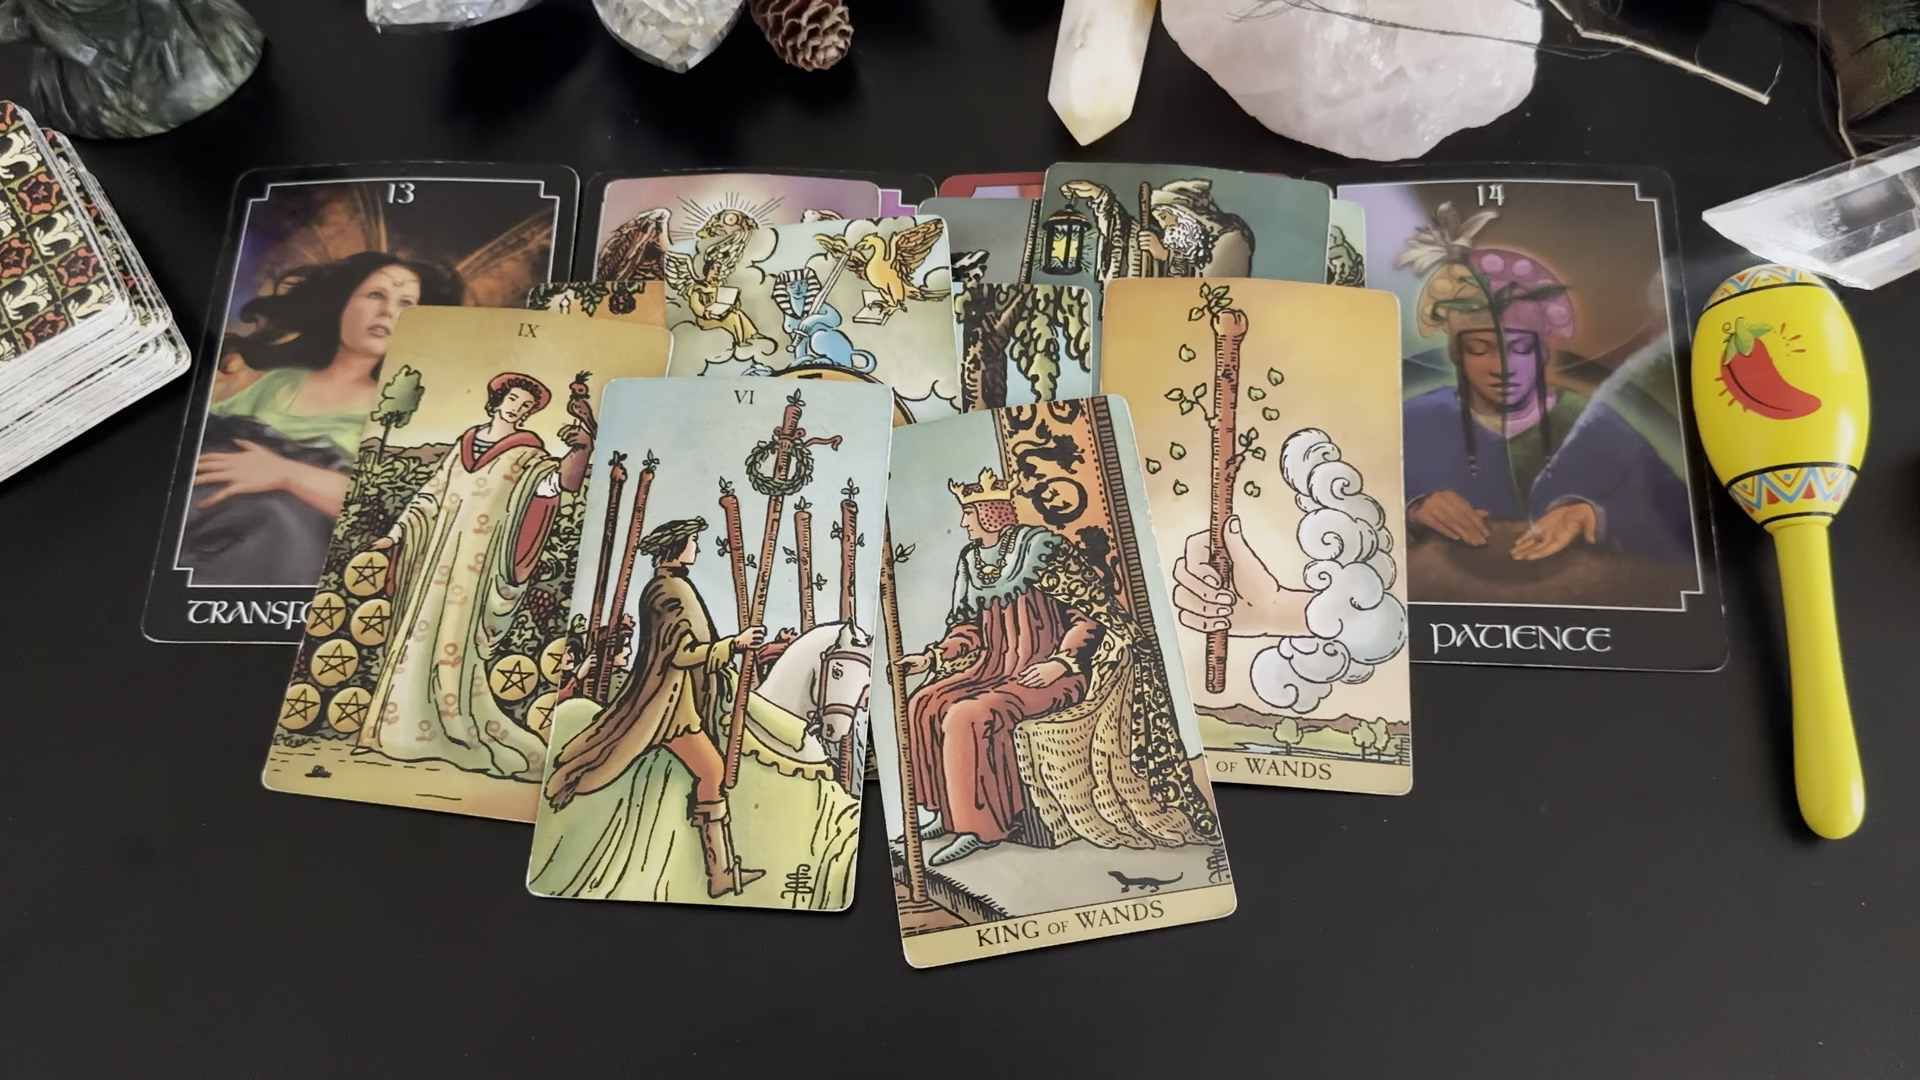 13
14
IX
VI
TRANSF
PATIENCE
OF WANDS
KING OF WANDS